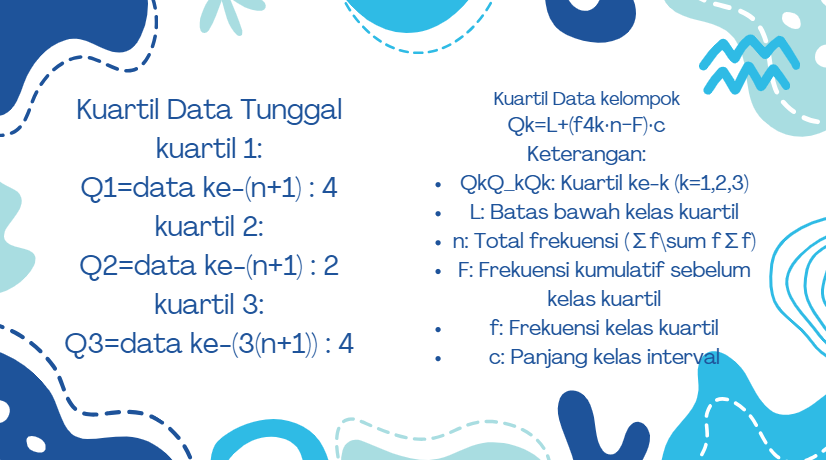 Kuartil Data Tunggal
kuartil 1:
Q1=data ke-(n+1) : 4
kuartil 2:
Q2=data ke-(n+1) : 2
kuartil 3:
Q3=data ke-(3(n+1)) : 4
Kuartil Data kelompok
Qk=L+(f4k⋅n−F)⋅c
Keterangan:
• QkQ_kQk: Kuartil ke-k (k=1,2,3)
• L: Batas bawah kelas kuartil
• n: Total frekuensi (Σf\sum fΣf)
• F: Frekuensi kumulatif sebelum
kelas kuartil
• f: Frekuensi kelas kuartil
• c: Panjang kelas interval